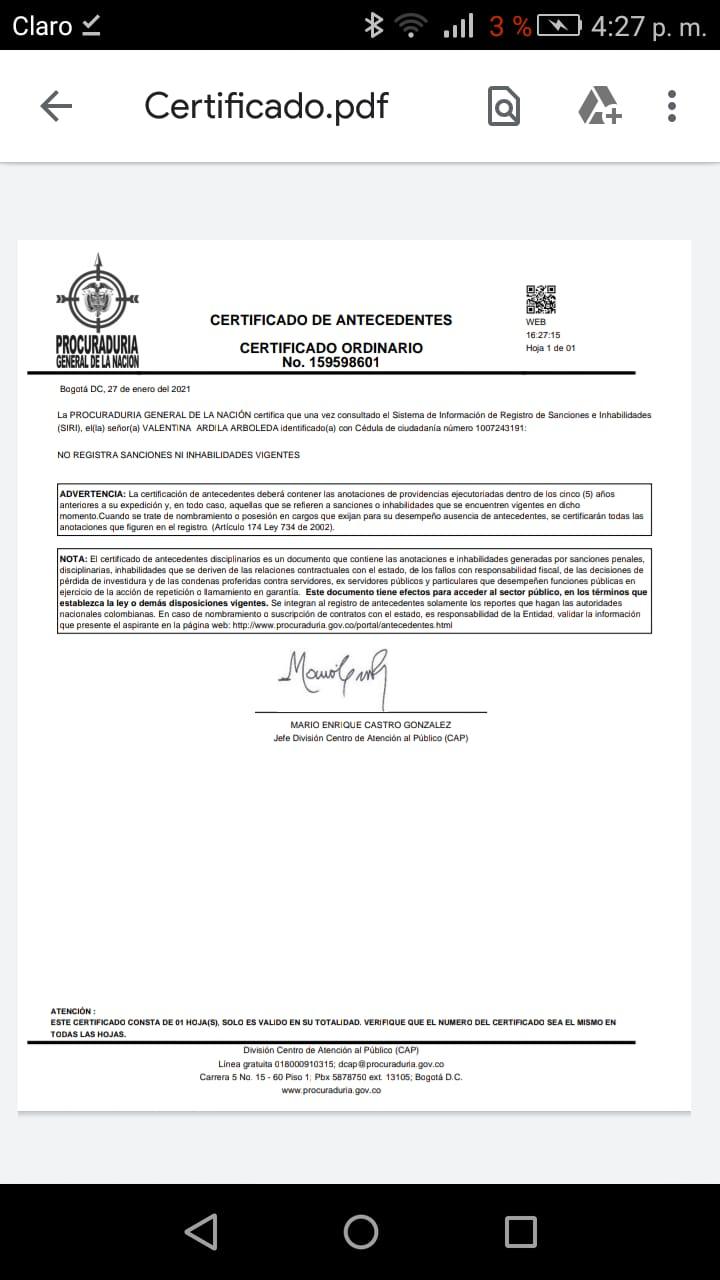 Claro
3 %
4:27 p. m.
Certificado.pdf
PROCURADURIA
GENERAL DE LA NACION
CERTIFICADO DE ANTECEDENTES
CERTIFICADO ORDINARIO
No. 159598601
WEB
16:27:15
Hoja 1 de 01
Bogotá DC, 27 de enero del 2021
La PROCURADURIA GENERAL DE LA NACIÓN certifica que una vez consultado el Sistema de Información de Registro de Sanciones e Inhabilidades
(SIRI), el(la) señor(a) VALENTINA ARDILA ARBOLEDA identificado(a) con Cédula de ciudadanía número 1007243191:
NO REGISTRA SANCIONES NI INHABILIDADES VIGENTES
ADVERTENCIA: La certificación de antecedentes deberá contener las anotaciones de providencias ejecutoriadas dentro de los cinco (5) años
anteriores a su expedición y, en todo caso, aquellas que se refieren a sanciones o inhabilidades que se encuentren vigentes en dicho
momento.Cuando se trate de nombramiento o posesión en cargos que exijan para su desempeño ausencia de antecedentes, se certificarán todas las
anotaciones que figuren en el registro. (Artículo 174 Ley 734 de 2002).
NOTA: El certificado de antecedentes disciplinarios es un documento que contiene las anotaciones e inhabilidades generadas por sanciones penales,
disciplinarias, inhabilidades que se deriven de las relaciones contractuales con el estado, de los fallos con responsabilidad fiscal, de las decisiones de
pérdida de investidura y de las condenas proferidas contra servidores, ex servidores públicos y particulares que desempeñen funciones públicas en
ejercicio de la acción de repetición o llamamiento en garantía. Este documento tiene efectos para acceder al sector público, en los términos que
establezca la ley o demás disposiciones vigentes. Se integran al registro de antecedentes solamente los reportes que hagan las autoridades
nacionales colombianas. En caso de nombramiento o suscripción de contratos con el estado, es responsabilidad de la Entidad, validar la información
que presente el aspirante en la página web: http://www.procuraduria.gov.co/portal/antecedentes.html
MARIO ENRIQUE CASTRO GONZALEZ
Jefe División Centro de Atención al Público (CAP)
ATENCIÓN :
ESTE CERTIFICADO CONSTA DE 01 HOJA(S), SOLO ES VALIDO EN SU TOTALIDAD. VERIFIQUE QUE EL NUMERO DEL CERTIFICADO SEA EL MISMO EN
TODAS LAS HOJAS.
División Centro de Atención al Público (CAP)
Línea gratuita 018000910315; dcap@procuraduria.gov.co
Carrera 5 No. 15 - 60 Piso 1; Pbx 5878750 ext. 13105; Bogotá D.C.
www.procuraduria.gov.co